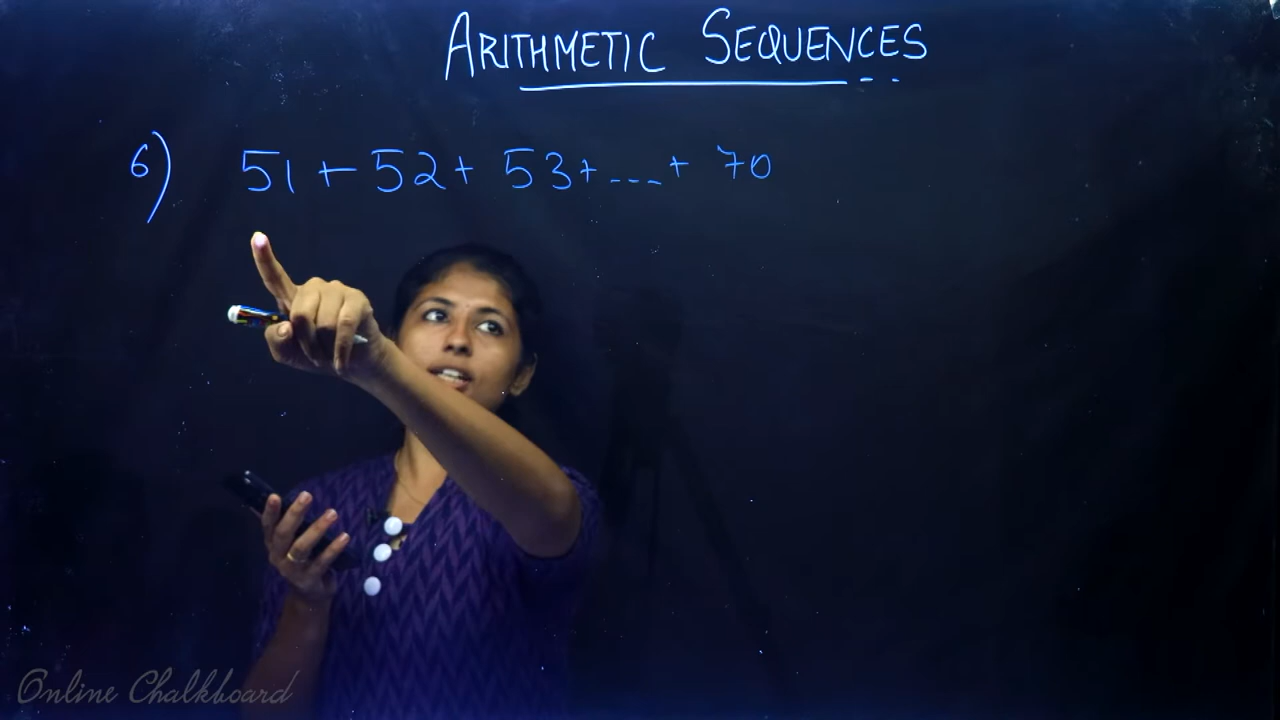 ARITHMETIC SEQUENCES
6) 51 + 52 + 53 + --- + 70
Online Chalkboard